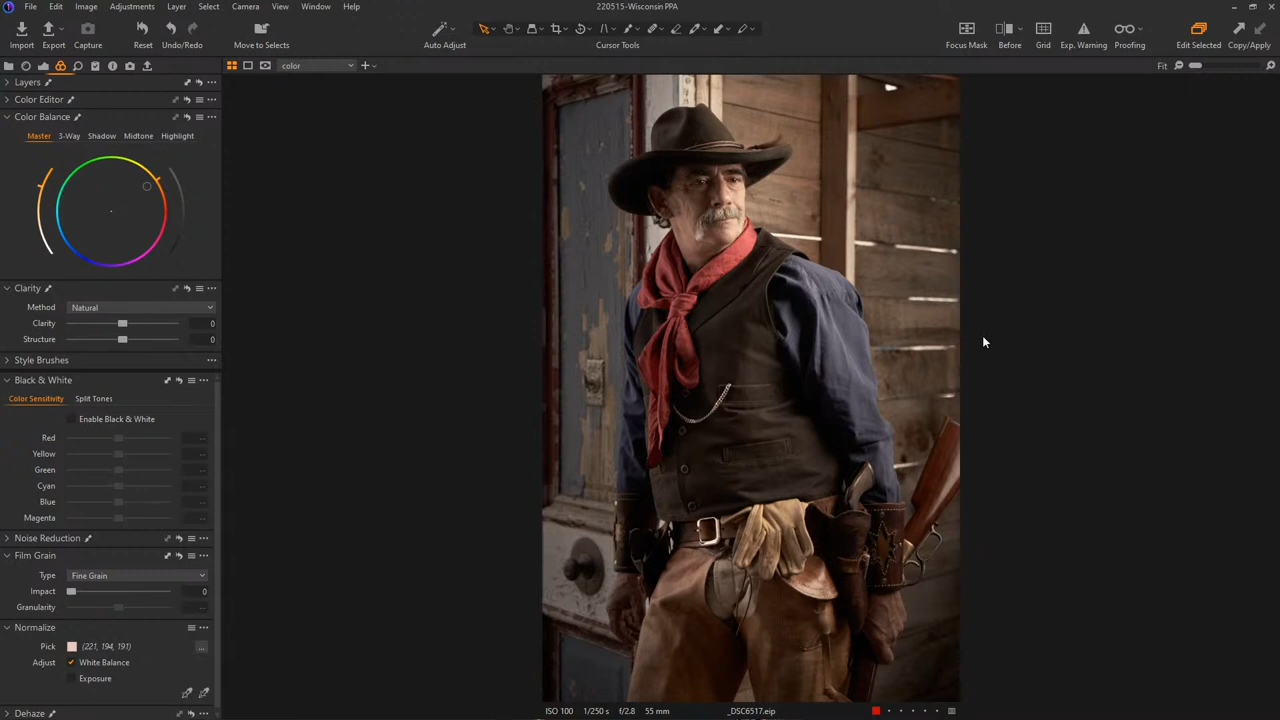 File Edit Image Adjustments Layer Select Camera View Window Help
220515-Wisconsin PPA
Import Export Capture Reset Undo/Redo Move to Selects Auto Adjust Cursor Tools Focus Mask Before Grid Exp. Warning Proofing Edit Selected Copy/Apply
color
Fit
Layers
Color Editor
Color Balance
Master 3-Way Shadow Midtone Highlight
Clarity
Method Natural
Clarity 0
Structure 0
Style Brushes
Black & White
Color Sensitivity Split Tones
Enable Black & White
Red --
Yellow --
Green --
Cyan --
Blue --
Magenta --
Noise Reduction
Film Grain
Type Fine Grain
Impact 0
Granularity --
Normalize
Pick (221, 194, 191) ...
Adjust White Balance
Exposure
Dehaze
ISO 100 1/250 s f/2.8 55 mm _DSC6517.eip